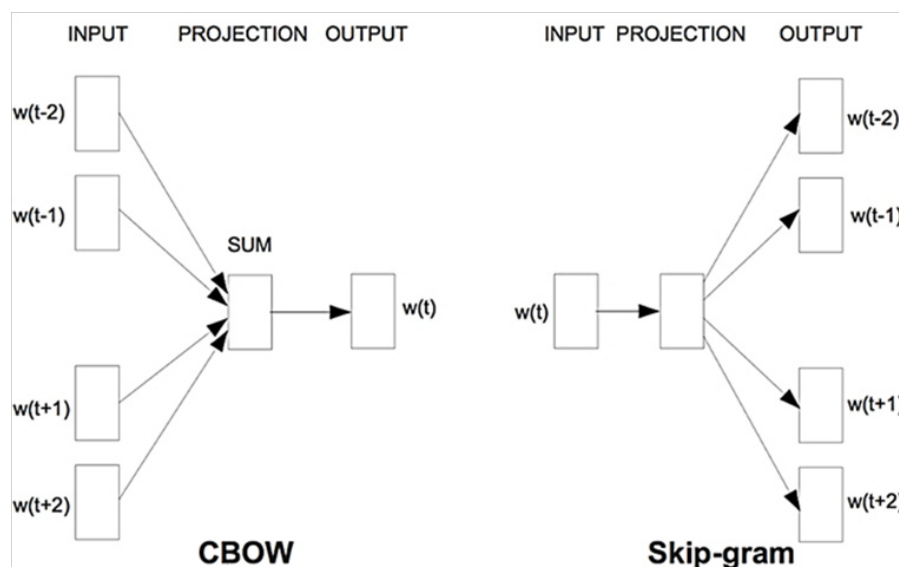 INPUT PROJECTION OUTPUT
w(t-2)
w(t-1)
SUM
w(t)
w(t+1)
w(t+2)
CBOW
INPUT PROJECTION OUTPUT
w(t-2)
w(t-1)
w(t)
w(t+1)
w(t+2)
Skip-gram